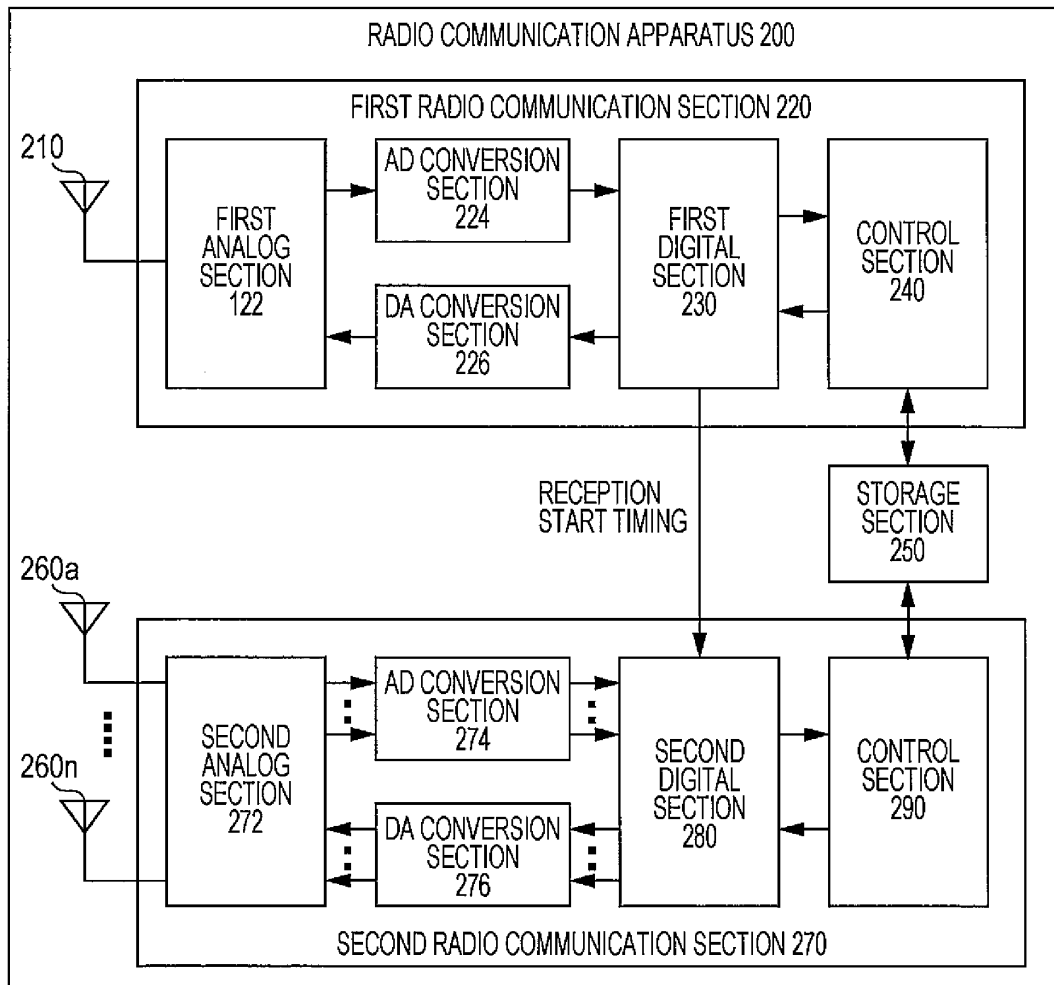 RADIO COMMUNICATION APPARATUS 200
FIRST RADIO COMMUNICATION SECTION 220
210
FIRST
ANALOG
SECTION
122
AD CONVERSION
SECTION
224
DA CONVERSION
SECTION
226
FIRST
DIGITAL
SECTION
230
CONTROL
SECTION
240
RECEPTION
START TIMING
STORAGE
SECTION
250
260a
260n
SECOND
ANALOG
SECTION
272
AD CONVERSION
SECTION
274
DA CONVERSION
SECTION
276
SECOND
DIGITAL
SECTION
280
CONTROL
SECTION
290
SECOND RADIO COMMUNICATION SECTION 270